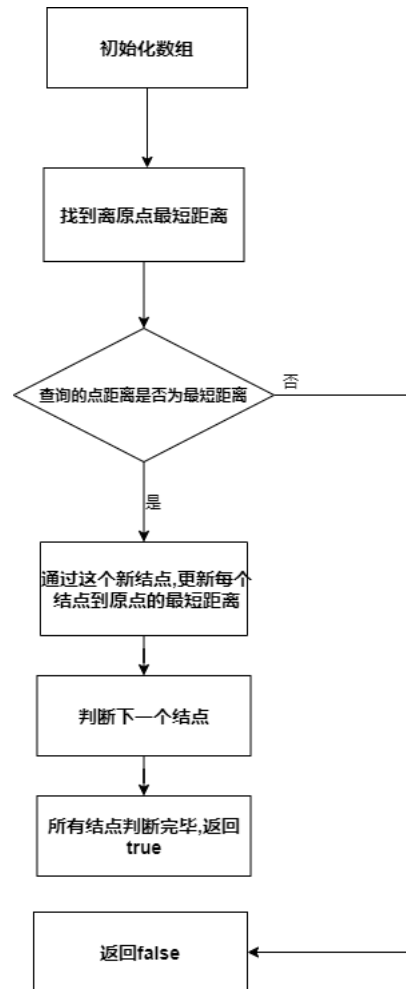 初始化数组
找到离原点最短距离
查询的点距离是否为最短距离
否
是
通过这个新结点,更新每个
结点到原点的最短距离
判断下一个结点
所有结点判断完毕,返回
true
返回false